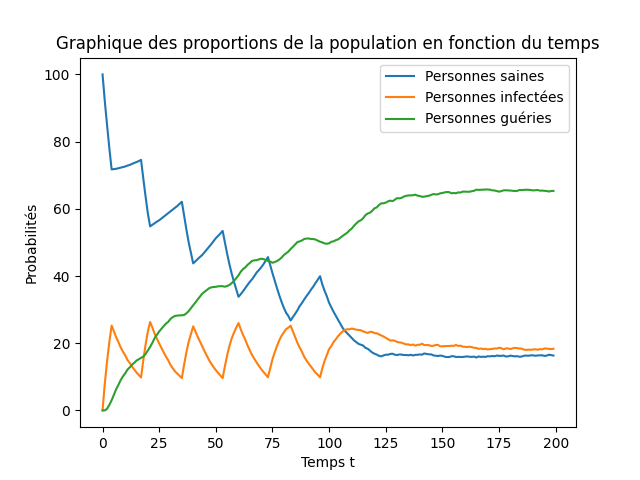 Graphique des proportions de la population en fonction du temps
Personnes saines
Personnes infectées
Personnes guéries
100
80
60
40
20
0
Probabilités
0 25 50 75 100 125 150 175 200
Temps t